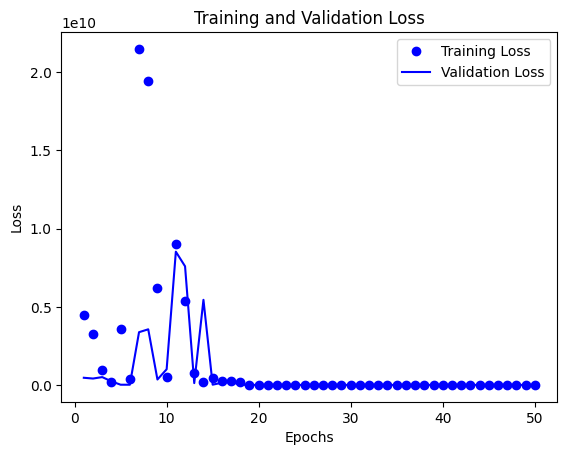 Training and Validation Loss
1e10
Training Loss
Validation Loss
2.0
1.5
1.0
0.5
0.0
Loss
0 10 20 30 40 50
Epochs